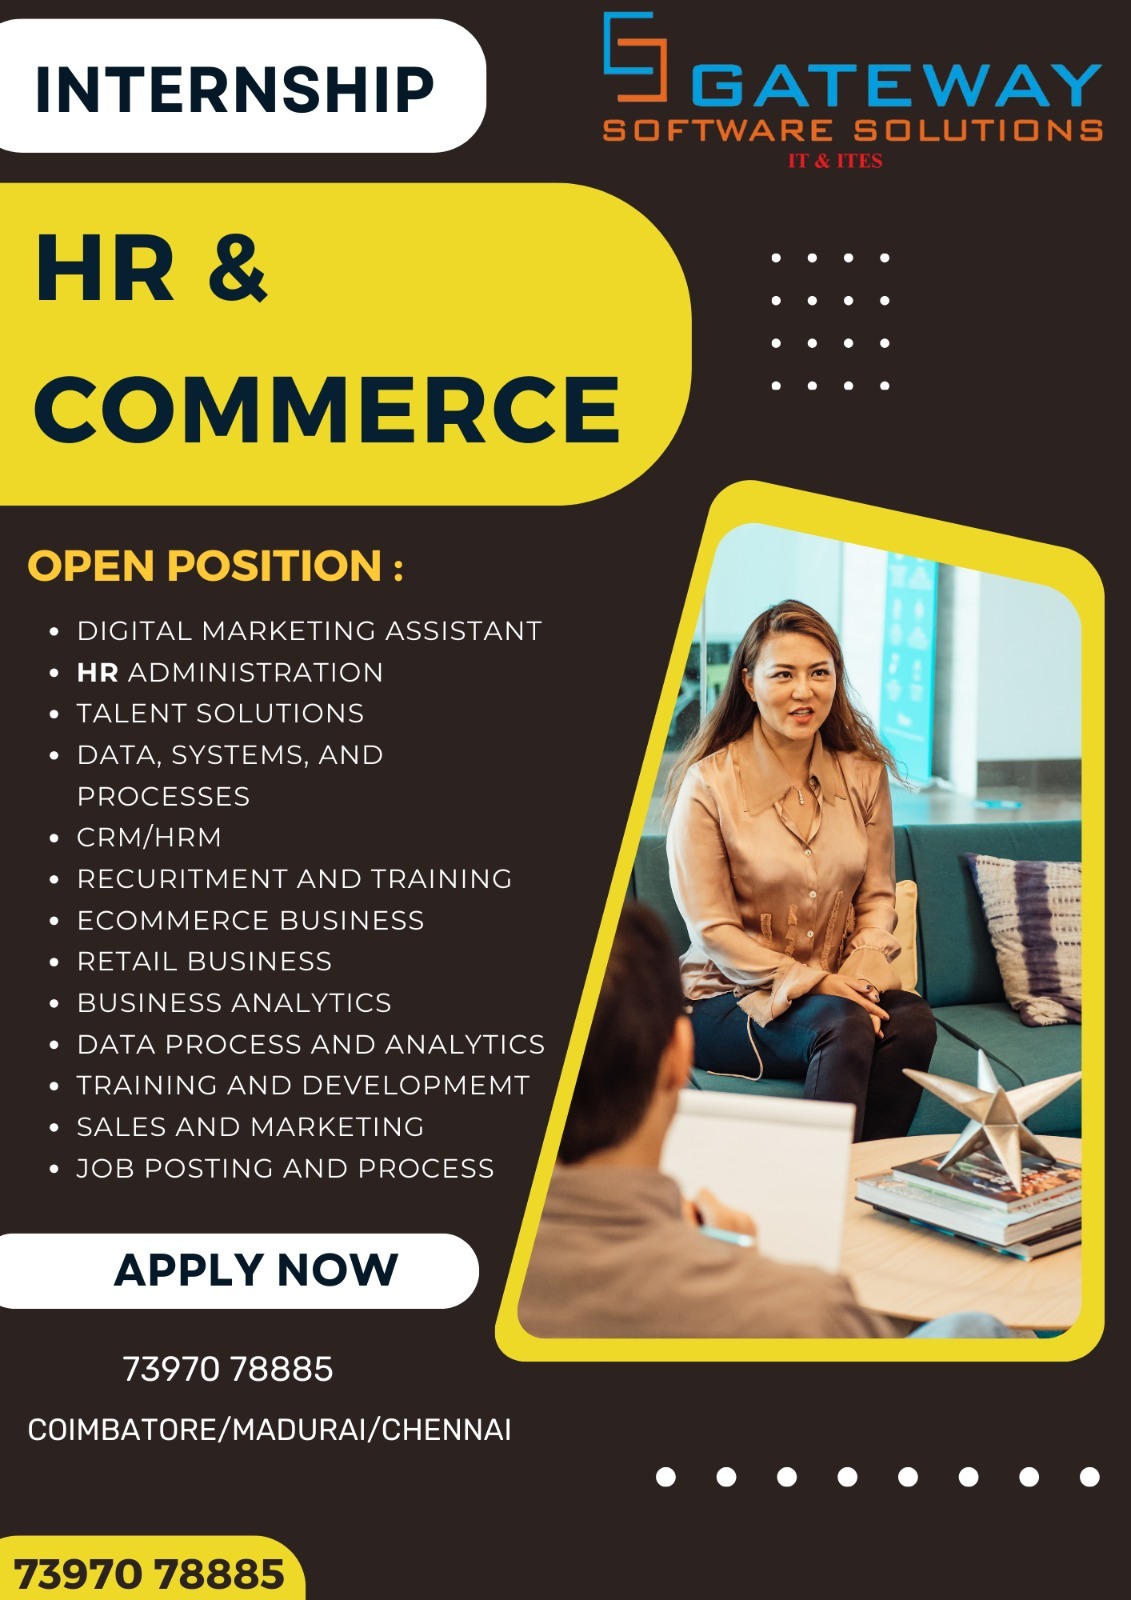 INTERNSHIP
GATEWAY
SOFTWARE SOLUTIONS
IT & ITES
HR &
COMMERCE
OPEN POSITION :
• DIGITAL MARKETING ASSISTANT
• HR ADMINISTRATION
• TALENT SOLUTIONS
• DATA, SYSTEMS, AND
PROCESSES
• CRM/HRM
• RECURITMENT AND TRAINING
• ECOMMERCE BUSINESS
• RETAIL BUSINESS
• BUSINESS ANALYTICS
• DATA PROCESS AND ANALYTICS
• TRAINING AND DEVELOPMEMT
• SALES AND MARKETING
• JOB POSTING AND PROCESS
APPLY NOW
73970 78885
COIMBATORE/MADURAI/CHENNAI
73970 78885